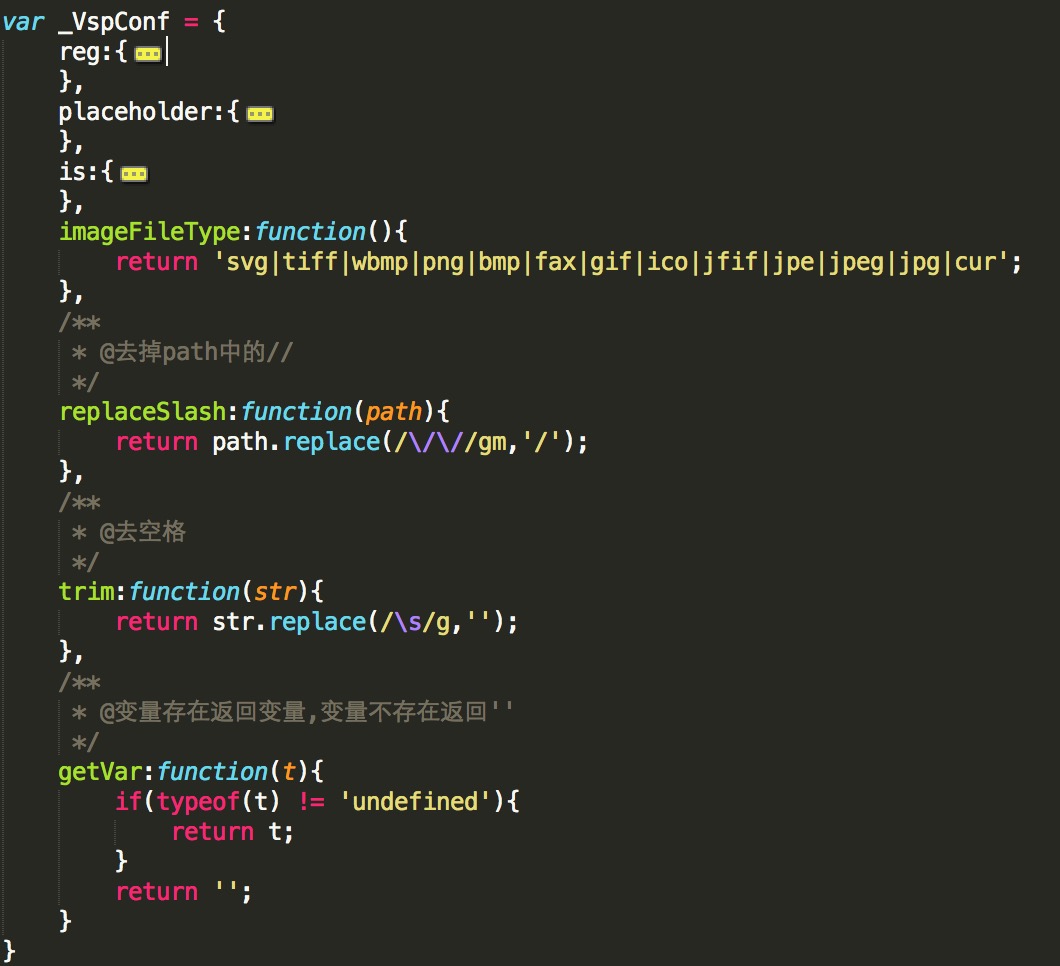 var _VspConf = {
    reg:{
    },
    placeholder:{
    },
    is:{
    },
    imageFileType:function(){
        return 'svg|tiff|wbmp|png|bmp|fax|gif|ico|jfif|jpe|jpeg|jpg|cur';
    },
    /**
     * @去掉path中的//
     */
    replaceSlash:function(path){
        return path.replace(/\/\//gm,'/');
    },
    /**
     * @去空格
     */
    trim:function(str){
        return str.replace(/\s/g,'');
    },
    /**
     * @变量存在返回变量,变量不存在返回''
     */
    getVar:function(t){
        if(typeof(t) != 'undefined'){
            return t;
        }
        return '';
    }
}